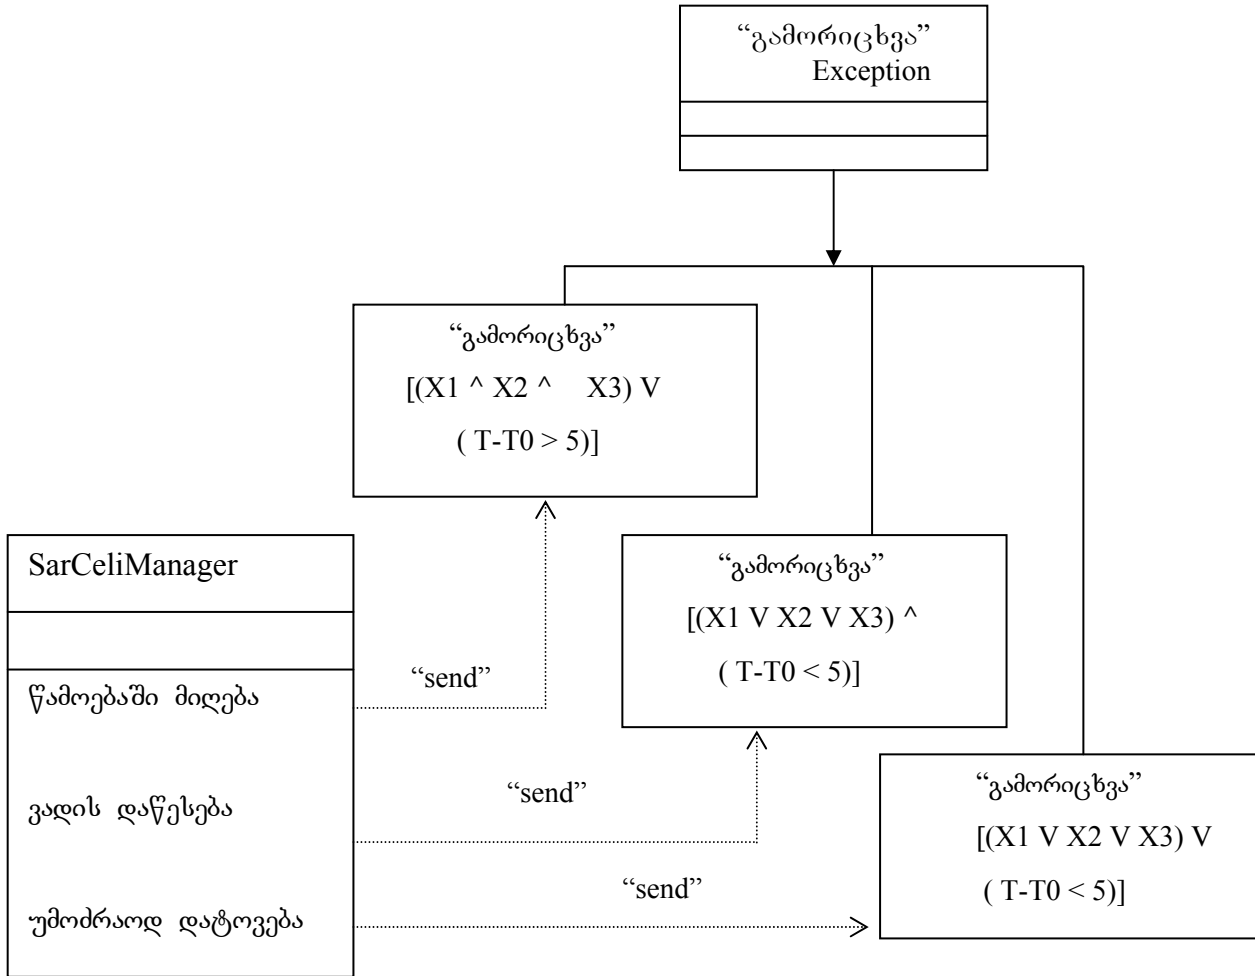 “გამორიცხვა”
Exception
“გამორიცხვა”
[(X1 ^ X2 ^ X3) V
( T-T0 > 5)]
“გამორიცხვა”
[(X1 V X2 V X3) ^
( T-T0 < 5)]
“გამორიცხვა”
[(X1 V X2 V X3) V
( T-T0 < 5)]
SarCeliManager
წამოებაში მიღება
ვადის დაწესება
უმოძრაოდ დატოვება
“send”
“send”
“send”